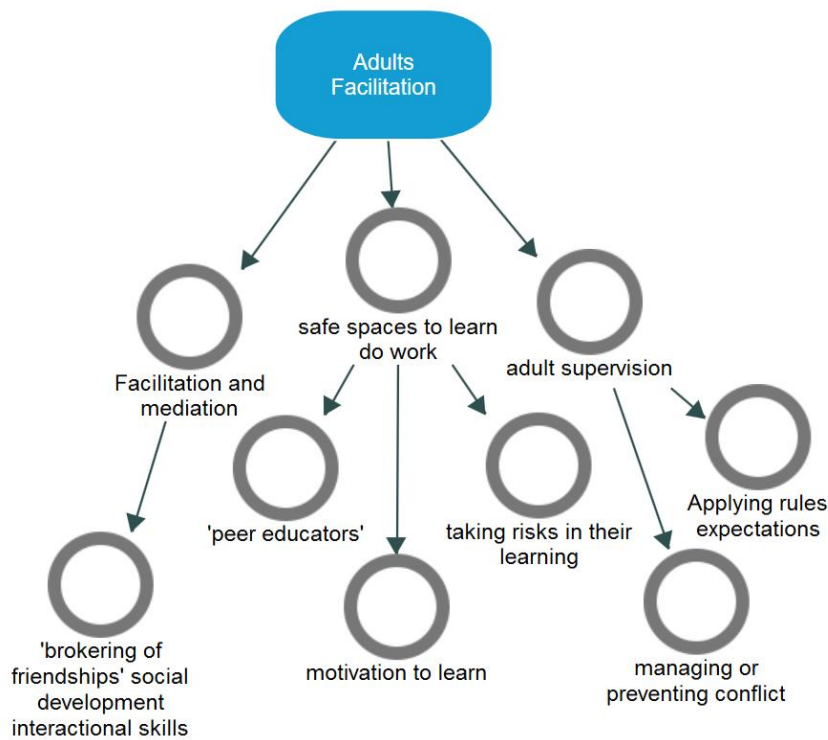 Adults
Facilitation
safe spaces to learn
do work
Facilitation and
mediation
adult supervision
'peer educators'
taking risks in their
learning
Applying rules
expectations
'brokering of
friendships' social
development
interactional skills
motivation to learn
managing or
preventing conflict